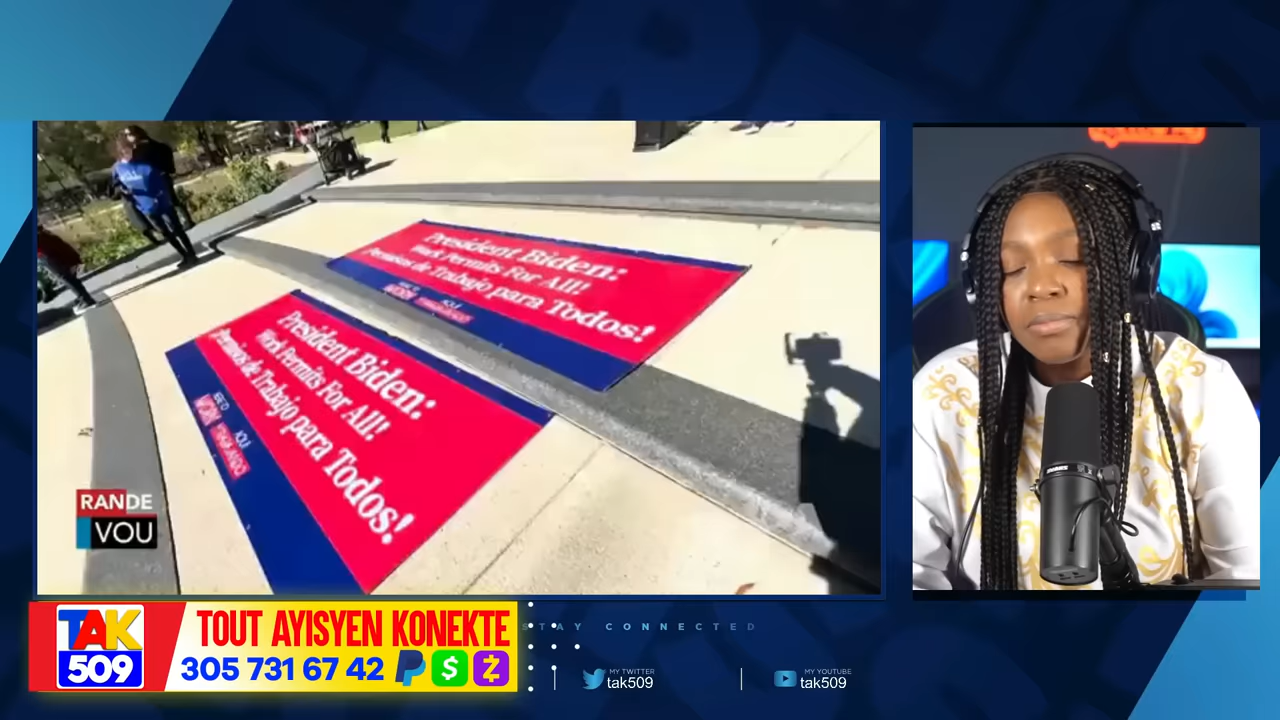 President Biden:
Work Permits For All!
Permisos de Trabajo para Todos!
President Biden:
Work Permits For All!
Permisos de Trabajo para Todos!
RANDE
VOU
TAK
509
TOUT AYISYEN KONEKTE
305 731 67 42
STAY CONNECTED
MY TWITTER
tak509
MY YOUTUBE
tak509